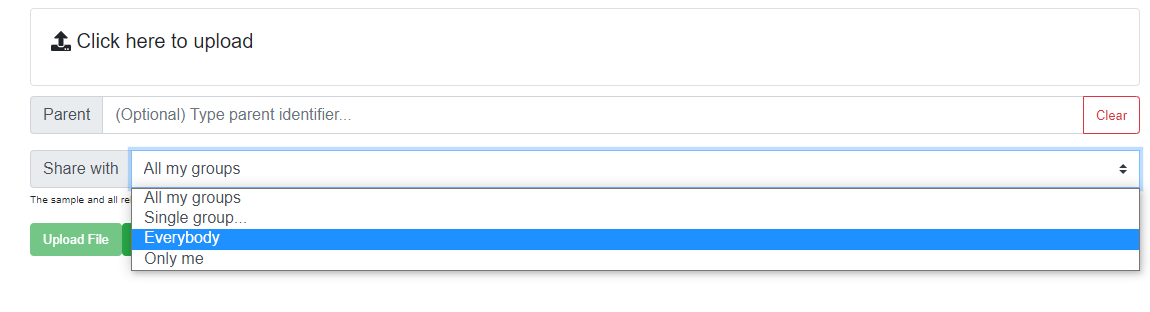 Click here to upload
Parent (Optional) Type parent identifier... Clear
Share with All my groups
All my groups
The sample and all
Single group...
Everybody
Upload File
Only me